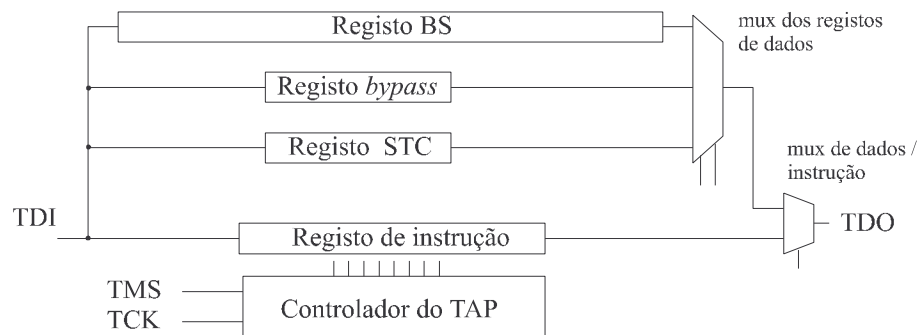 Registo BS
mux dos registos
de dados
Registo bypass
Registo STC
mux de dados /
instrução
TDI
TDO
Registo de instrução
TMS
TCK
Controlador do TAP